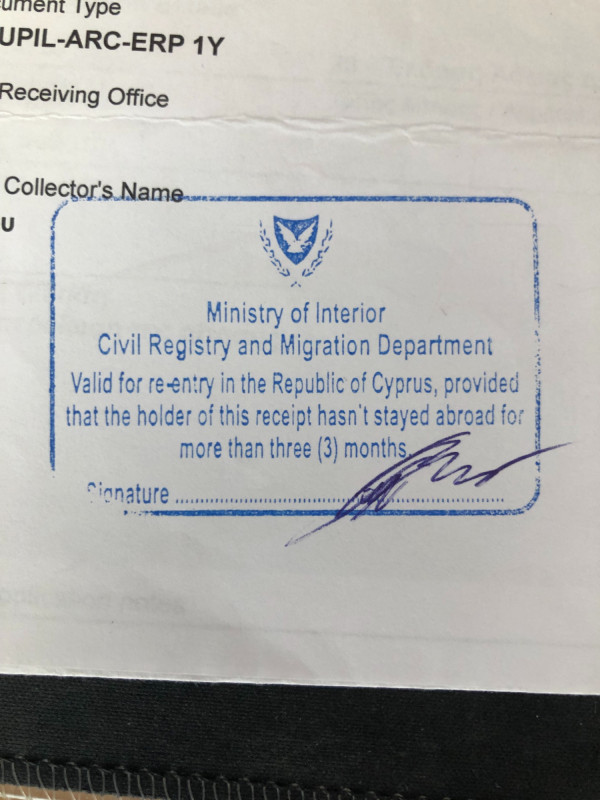 ument Type
UPIL-ARC-ERP 1Y
Receiving Office
Collector's Name
u
Ministry of Interior
Civil Registry and Migration Department
Valid for re-entry in the Republic of Cyprus, provided
that the holder of this receipt hasn't stayed abroad for
more than three (3) months.
Signature ........................................................